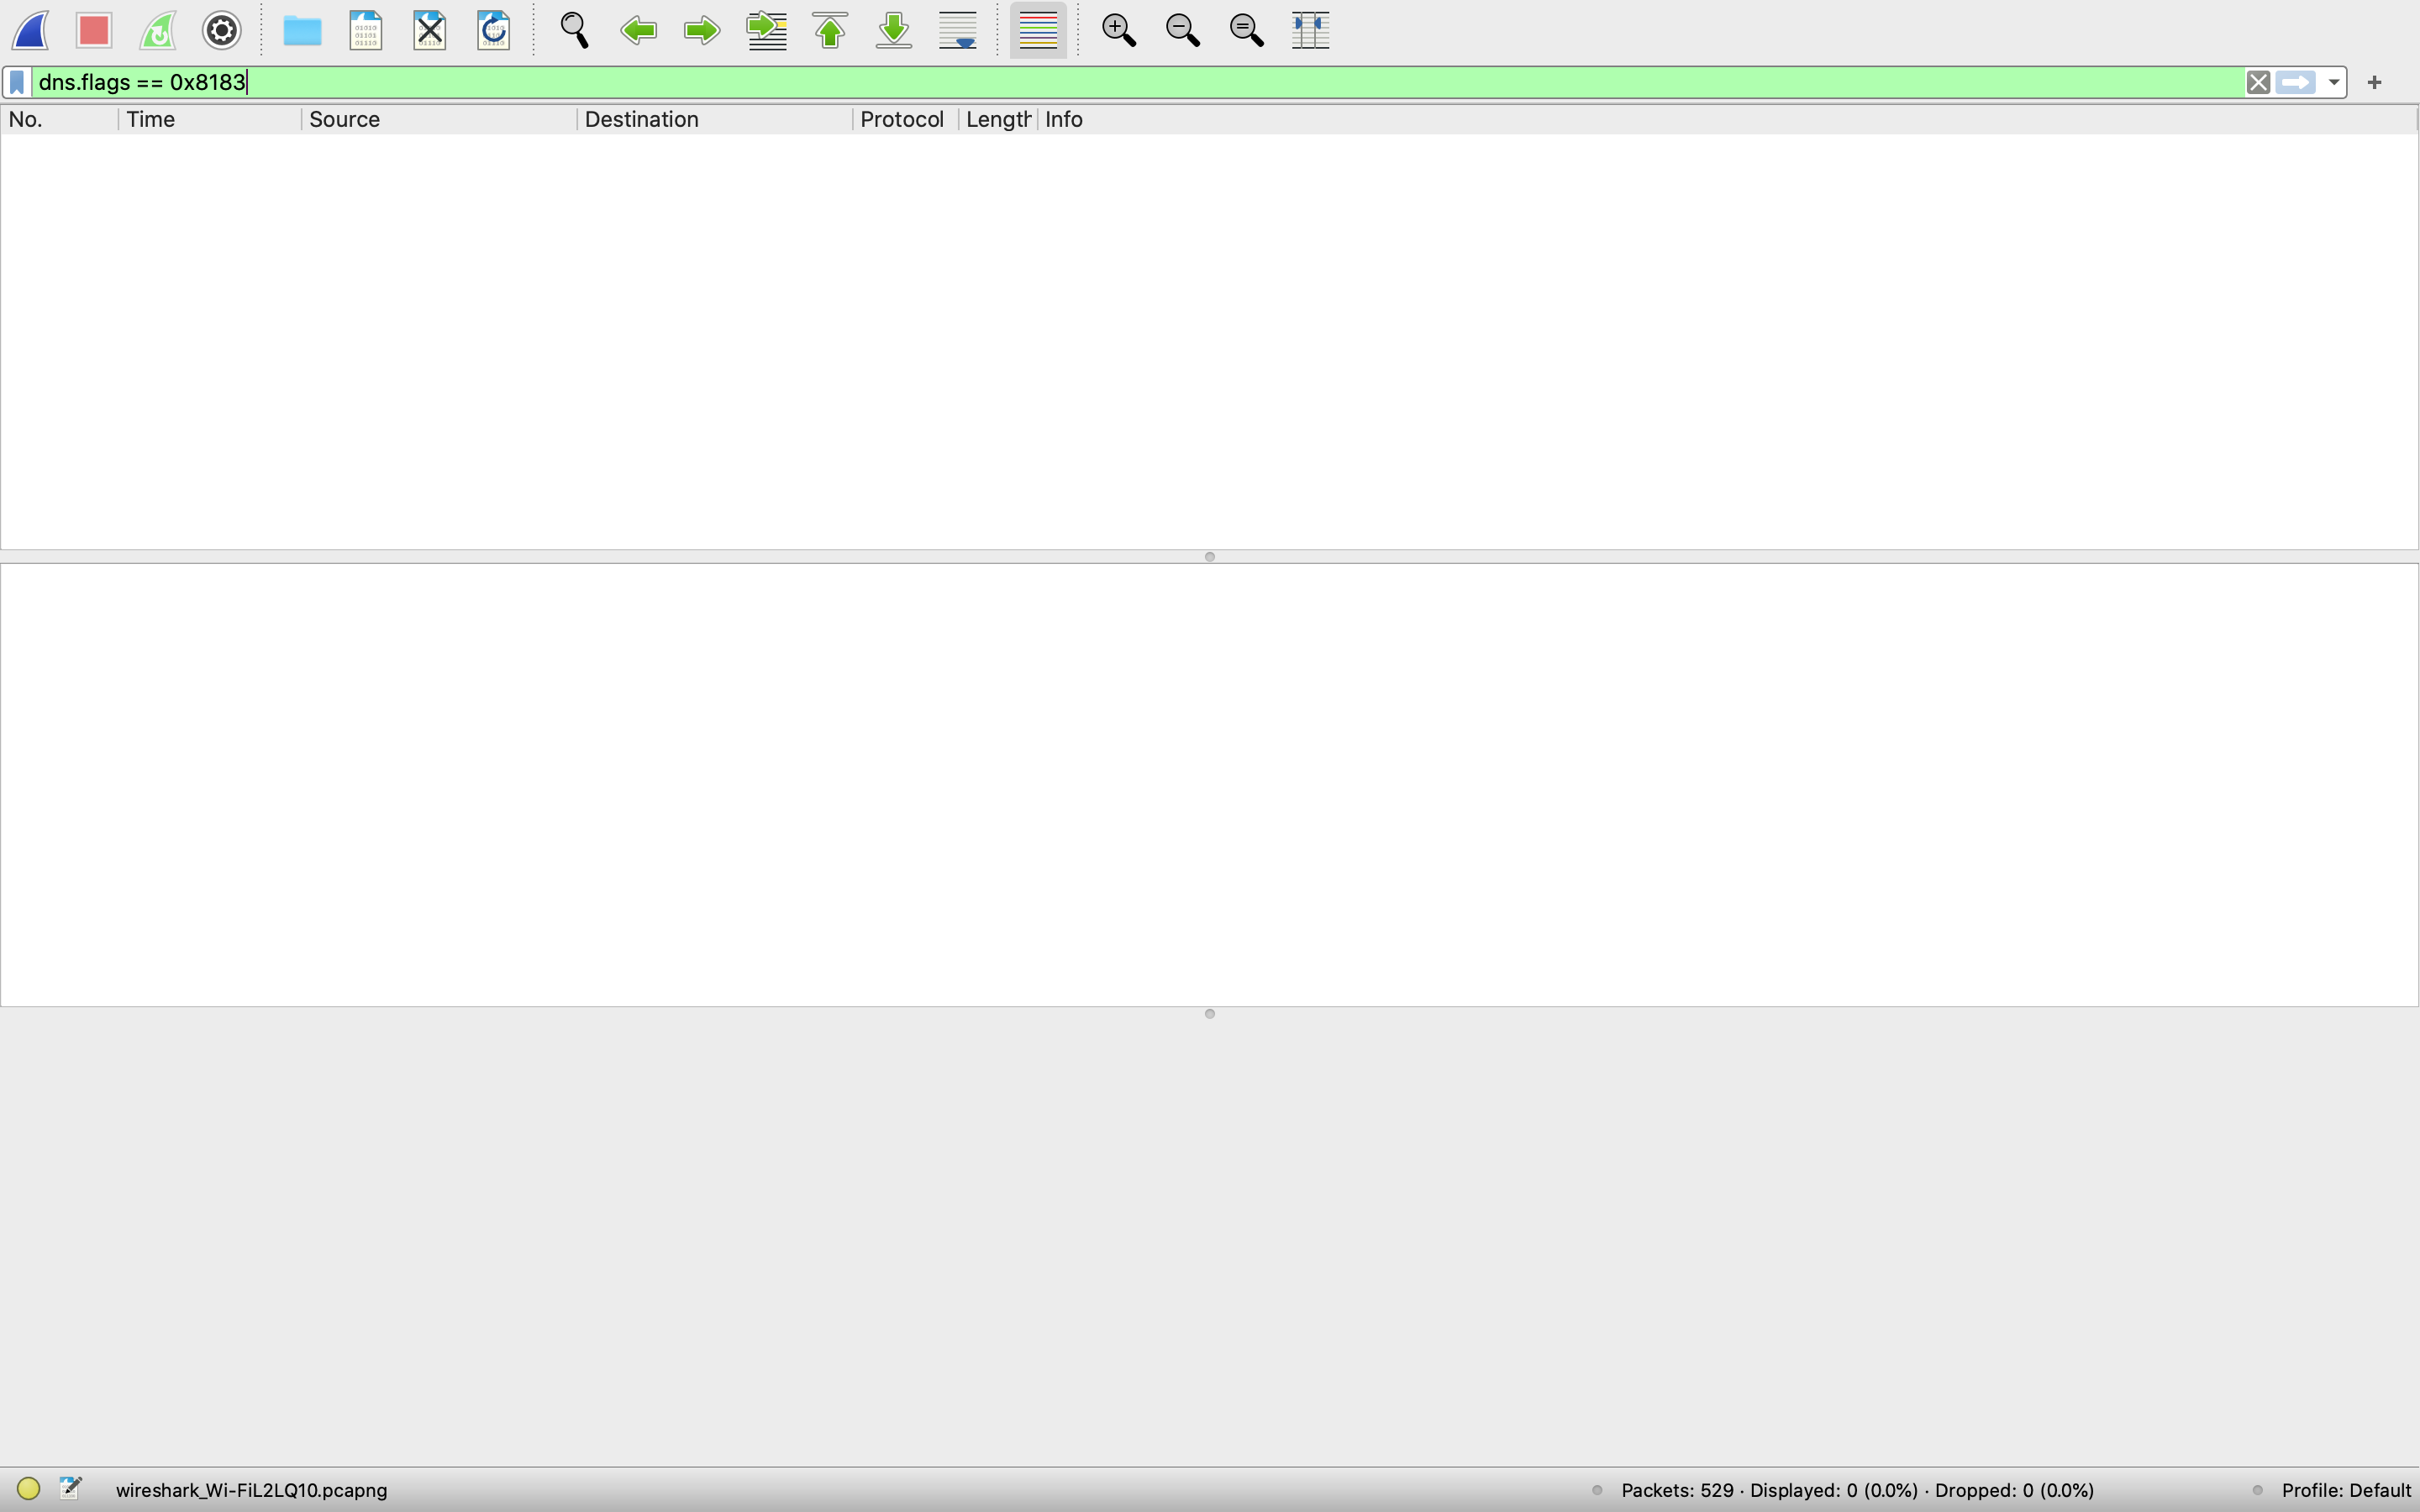 dns.flags == 0x8183
No. Time Source Destination Protocol Length Info
wireshark_Wi-FiL2LQ10.pcapng Packets: 529 · Displayed: 0 (0.0%) · Dropped: 0 (0.0%) Profile: Default